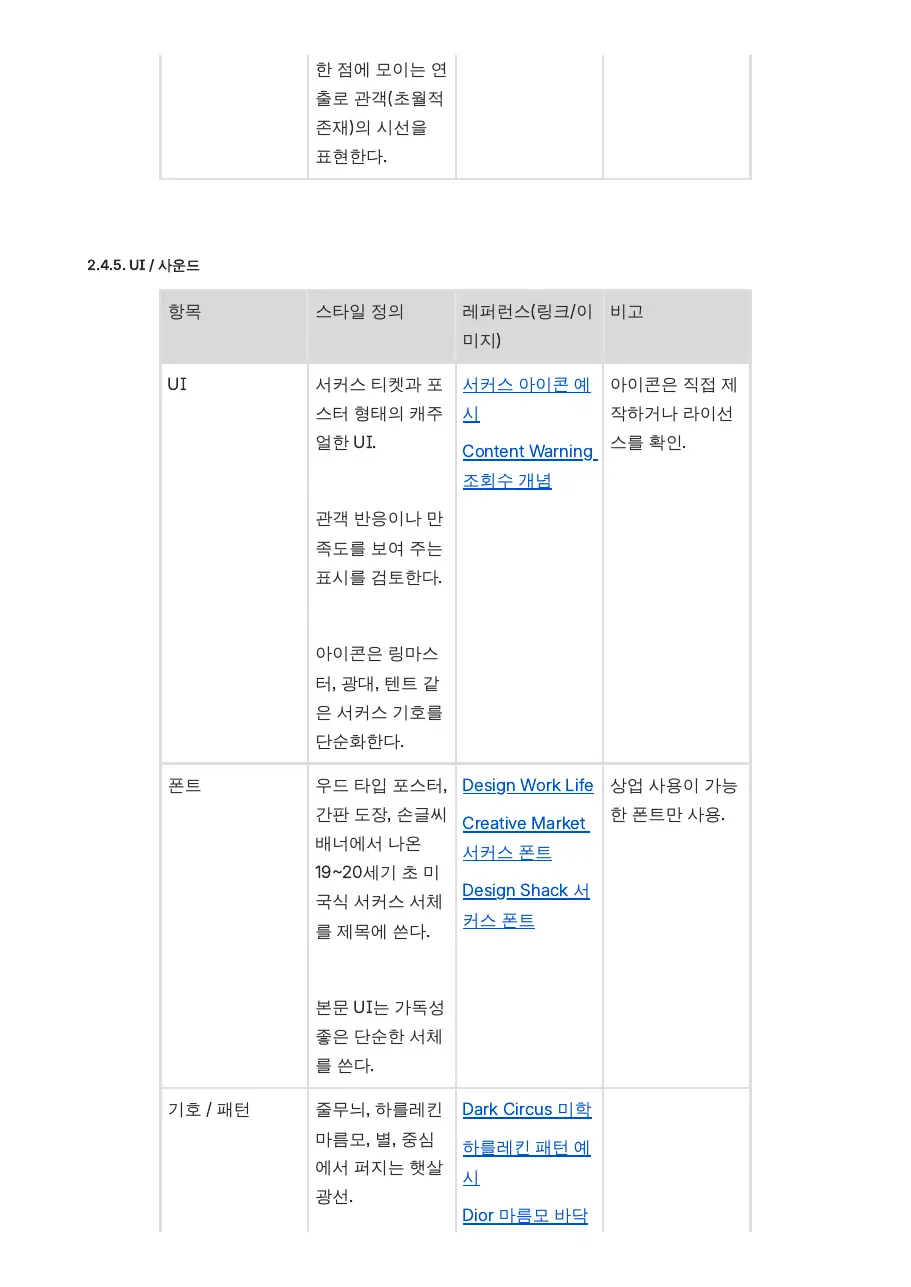 한 점에 모이는 연
출로 관객(초월적
존재)의 시선을
표현한다.
2.4.5. UI / 사운드
항목
스타일 정의
레퍼런스(링크/이
미지)
비고
UI
서커스 티켓과 포
스터 형태의 캐주
얼한 UI.
관객 반응이나 만
족도를 보여 주는
표시를 검토한다.
아이콘은 링마스
터, 광대, 텐트 같
은 서커스 기호를
단순화한다.
서커스 아이콘 예
시
Content Warning
조회수 개념
아이콘은 직접 제
작하거나 라이선
스를 확인.
폰트
우드 타입 포스터,
간판 도장, 손글씨
배너에서 나온
19~20세기 초 미
국식 서커스 서체
를 제목에 쓴다.
본문 UI는 가독성
좋은 단순한 서체
를 쓴다.
Design Work Life
Creative Market
서커스 폰트
Design Shack 서
커스 폰트
상업 사용이 가능
한 폰트만 사용.
기호 / 패턴
줄무늬, 하를레킨
마름모, 별, 중심
에서 퍼지는 햇살
광선.
Dark Circus 미학
하를레킨 패턴 예
시
Dior 마름모 바닥